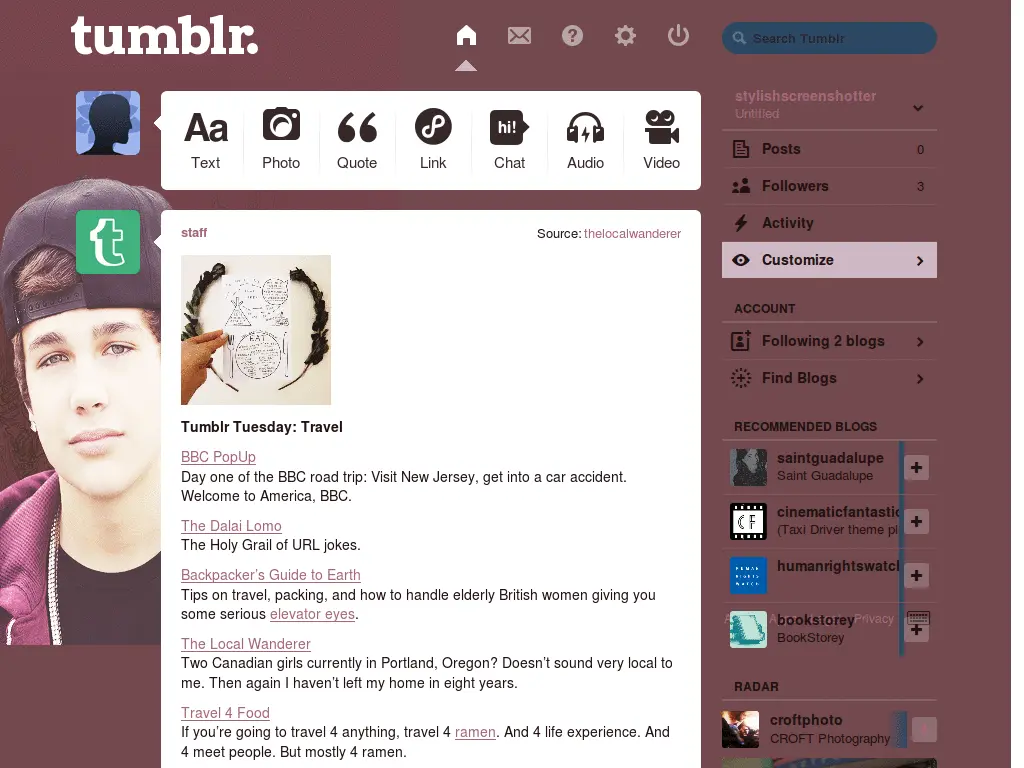 tumblr.
Search Tumblr
Aa
Text
Photo
Quote
Link
hi!
Chat
Audio
Video
stylishscreenshotter
Untitled
Posts 0
Followers 3
Activity
Customize
ACCOUNT
Following 2 blogs
Find Blogs
RECOMMENDED BLOGS
saintguadalupe
Saint Guadalupe
cinematicfantastic
CF
(Taxi Driver theme pl
HUMAN
RIGHTS
WATCH
humanrightswatch
bookstorey
Privacy
BookStorey
RADAR
croftphoto
CROFT Photography
t
staff
Source: thelocalwanderer
EAT
Tumblr Tuesday: Travel
BBC PopUp
Day one of the BBC road trip: Visit New Jersey, get into a car accident.
Welcome to America, BBC.
The Dalai Lomo
The Holy Grail of URL jokes.
Backpacker’s Guide to Earth
Tips on travel, packing, and how to handle elderly British women giving you
some serious elevator eyes.
The Local Wanderer
Two Canadian girls currently in Portland, Oregon? Doesn’t sound very local to
me. Then again I haven’t left my home in eight years.
Travel 4 Food
If you’re going to travel 4 anything, travel 4 ramen. And 4 life experience. And
4 meet people. But mostly 4 ramen.